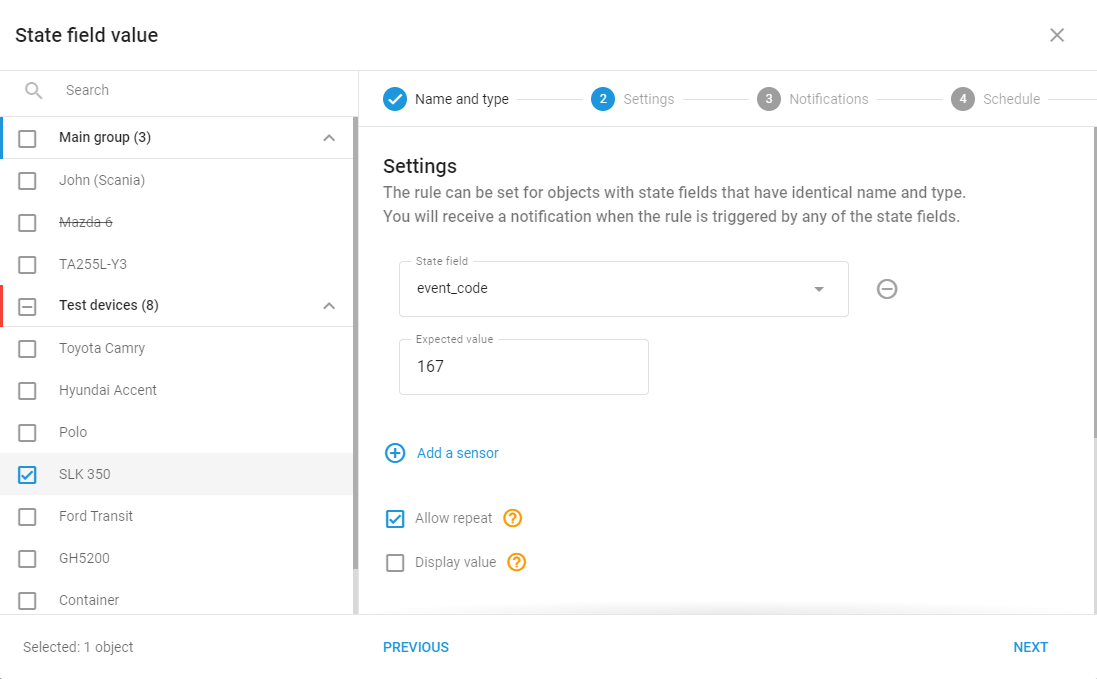 State field value
Search
Main group (3)
John (Scania)
Mazda 6
TA255L-Y3
Test devices (8)
Toyota Camry
Hyundai Accent
Polo
SLK 350
Ford Transit
GH5200
Container
Selected: 1 object
Name and type
2 Settings
3 Notifications
4 Schedule
Settings
The rule can be set for objects with state fields that have identical name and type.
You will receive a notification when the rule is triggered by any of the state fields.
State field
event_code
Expected value
167
Add a sensor
Allow repeat ?
Display value ?
PREVIOUS
NEXT